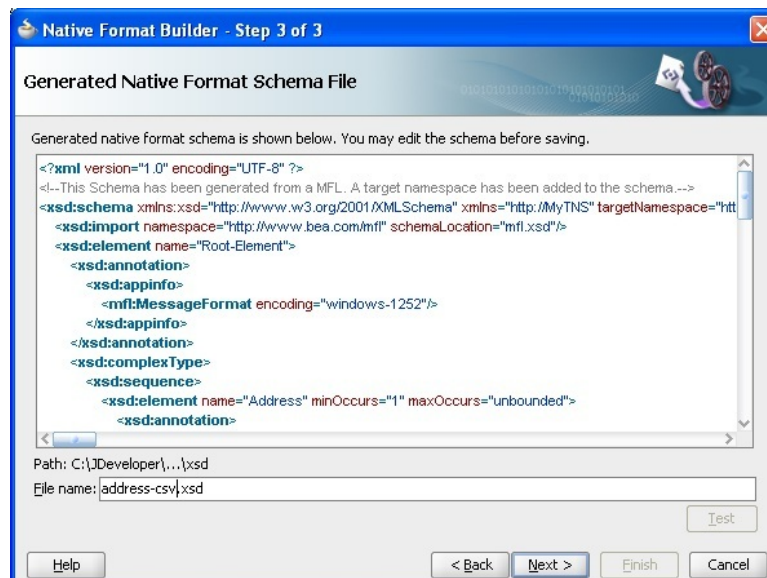 Native Format Builder - Step 3 of 3
Generated Native Format Schema File
Generated native format schema is shown below. You may edit the schema before saving.
<?xml version="1.0" encoding="UTF-8" ?>
<!--This Schema has been generated from a MFL. A target namespace has been added to the schema.-->
<xsd:schema xmlns:xsd="http://www.w3.org/2001/XMLSchema" xmlns="http://MyTNS" targetNamespace="htt
<xsd:import namespace="http://www.bea.com/mfl" schemaLocation="mfl.xsd"/>
<xsd:element name="Root-Element">
<xsd:annotation>
<xsd:appinfo>
<mfl:MessageFormat encoding="windows-1252"/>
</xsd:appinfo>
</xsd:annotation>
<xsd:complexType>
<xsd:sequence>
<xsd:element name="Address" minOccurs="1" maxOccurs="unbounded">
<xsd:annotation>
Path: C:\JDeveloper\...\xsd
File name: address-csv.xsd
Test
Help < Back Next > Finish Cancel